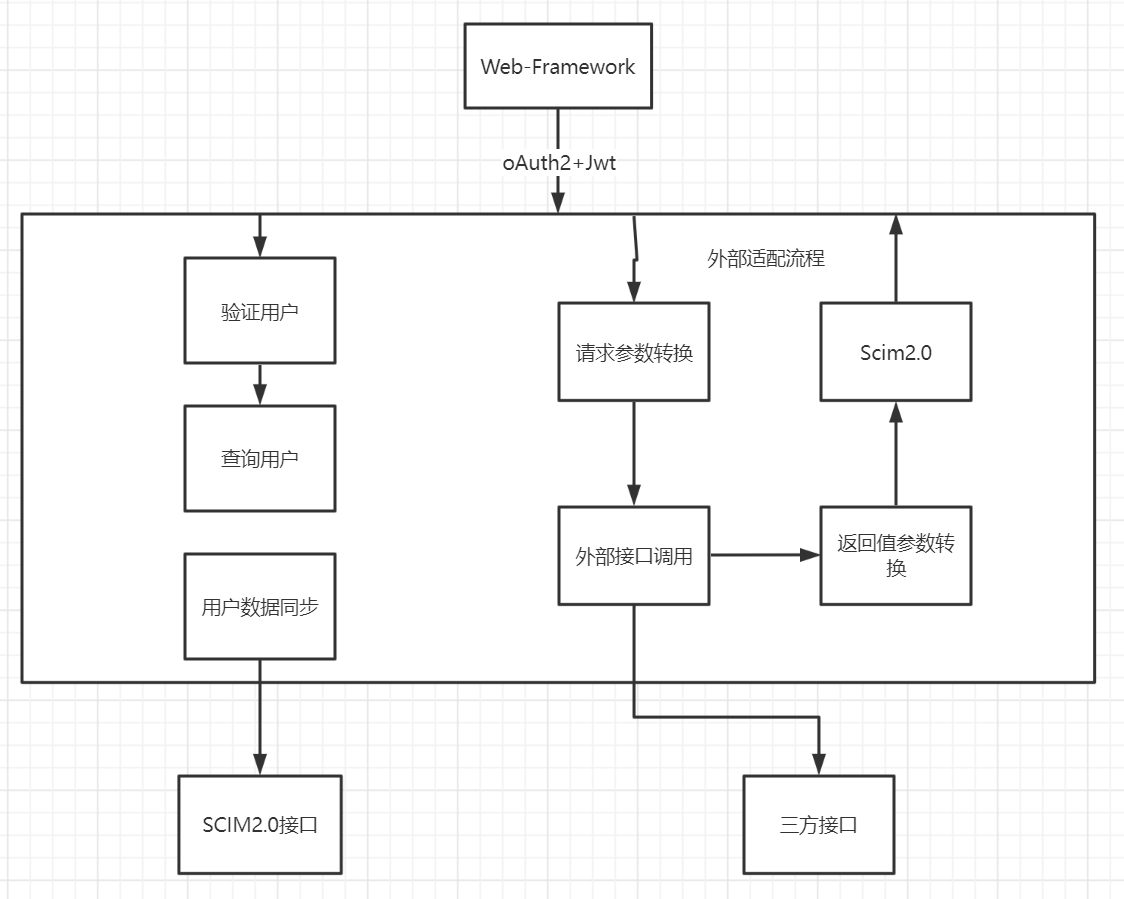 Web-Framework
oAuth2+Jwt
外部适配流程
验证用户
请求参数转换
Scim2.0
查询用户
外部接口调用
返回值参数转
换
用户数据同步
SCIM2.0接口
三方接口